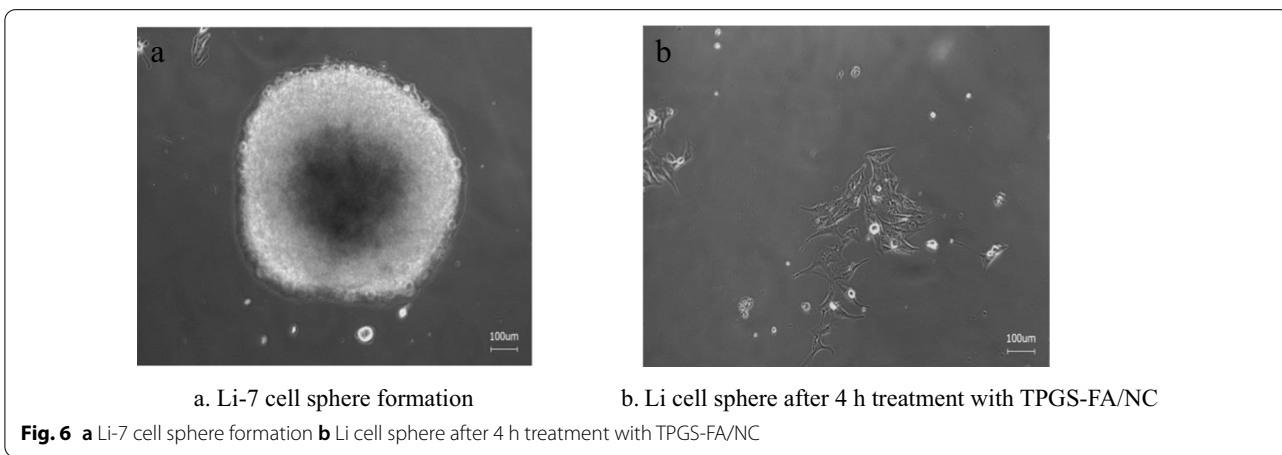 a
b
100um
100um
a. Li-7 cell sphere formation
b. Li cell sphere after 4 h treatment with TPGS-FA/NC
Fig. 6 a Li-7 cell sphere formation b Li cell sphere after 4 h treatment with TPGS-FA/NC